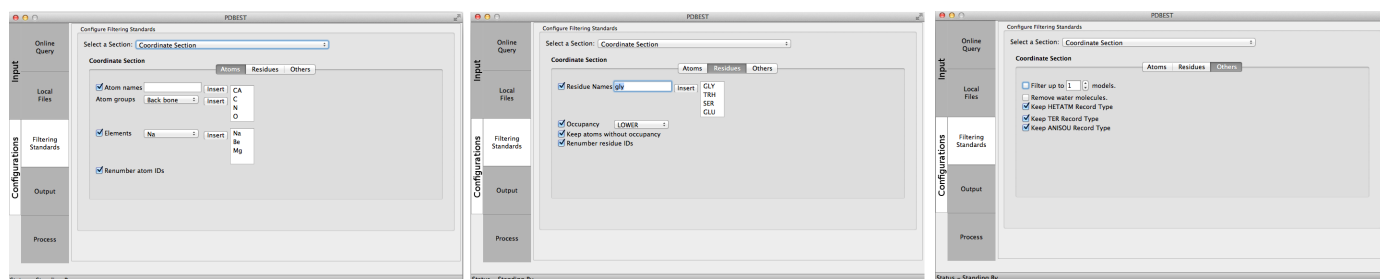 PDBEST
Configure Filtering Standards
Input
Online Query
Local Files
Configurations
Filtering Standards
Output
Process
Select a Section: Coordinate Section
Coordinate Section
Atoms Residues Others
Atom names Insert
Atom groups Back bone Insert
CA
C
N
O
Elements Na Insert
Na
Be
Mg
Renumber atom IDs
PDBEST
Configure Filtering Standards
Input
Online Query
Local Files
Configurations
Filtering Standards
Output
Process
Select a Section: Coordinate Section
Coordinate Section
Atoms Residues Others
Residue Names gly Insert
GLY
TRH
SER
GLU
Occupancy LOWER
Keep atoms without occupancy
Renumber residue IDs
PDBEST
Configure Filtering Standards
Input
Online Query
Local Files
Configurations
Filtering Standards
Output
Process
Select a Section: Coordinate Section
Coordinate Section
Atoms Residues Others
Filter up to 1 models.
Remove water molecules.
Keep HETATM Record Type
Keep TER Record Type
Keep ANISOU Record Type
Status - Standing By